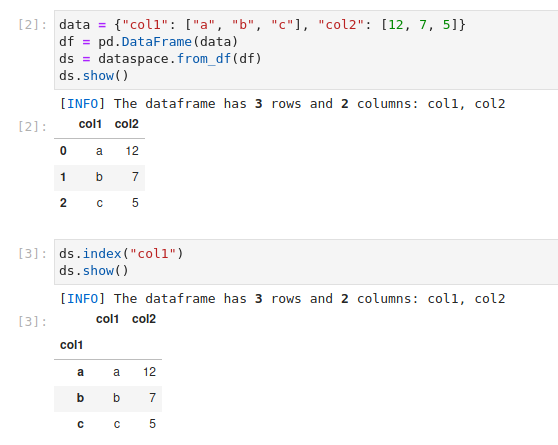 [2]: data = {"col1": ["a", "b", "c"], "col2": [12, 7, 5]}
df = pd.DataFrame(data)
ds = dataspace.from_df(df)
ds.show()
[INFO] The dataframe has 3 rows and 2 columns: col1, col2
[2]: col1 col2
0 a 12
1 b 7
2 c 5
[3]: ds.index("col1")
ds.show()
[INFO] The dataframe has 3 rows and 2 columns: col1, col2
[3]: col1 col2
col1
a a 12
b b 7
c c 5